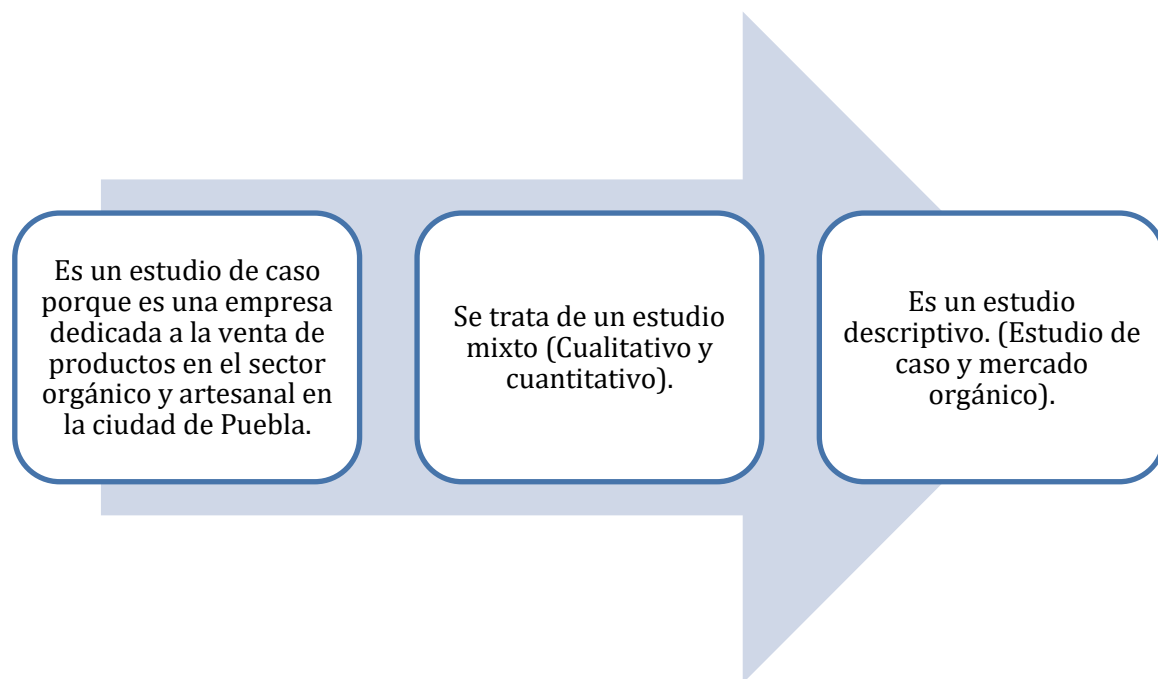 Es un estudio de caso
porque es una empresa
dedicada a la venta de
productos en el sector
orgánico y artesanal en
la ciudad de Puebla.
Se trata de un estudio
mixto (Cualitativo y
cuantitativo).
Es un estudio
descriptivo. (Estudio de
caso y mercado
orgánico).